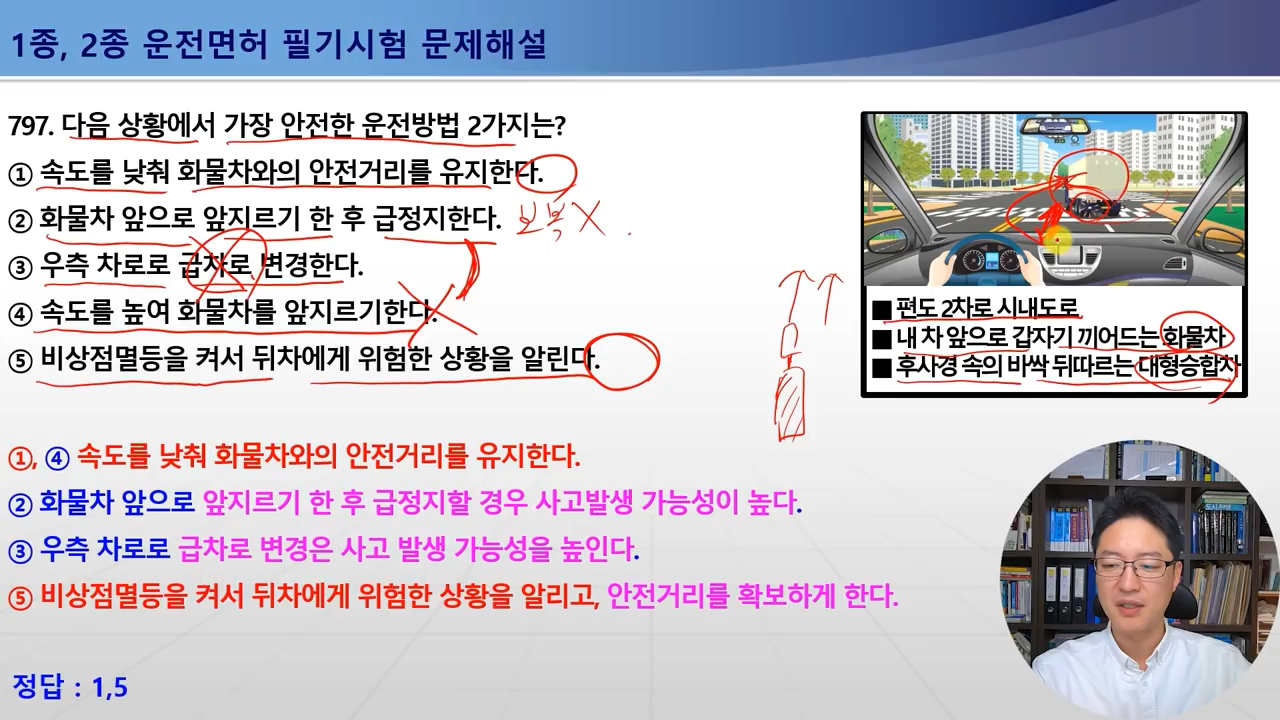 1종, 2종 운전면허 필기시험 문제해설
797. 다음 상황에서 가장 안전한 운전방법 2가지는?
① 속도를 낮춰 화물차와의 안전거리를 유지한다.
② 화물차 앞으로 앞지르기 한 후 급정지한다. 보복X
③ 우측 차로로 급차로 변경한다.
④ 속도를 높여 화물차를 앞지르기한다.
⑤ 비상점멸등을 켜서 뒤차에게 위험한 상황을 알린다.
■ 편도 2차로 시내도로
■ 내 차 앞으로 갑자기 끼어드는 화물차
■ 후사경 속의 바싹 뒤따르는 대형승합차
①, ④ 속도를 낮춰 화물차와의 안전거리를 유지한다.
② 화물차 앞으로 앞지르기 한 후 급정지할 경우 사고발생 가능성이 높다.
③ 우측 차로로 급차로 변경은 사고 발생 가능성을 높인다.
⑤ 비상점멸등을 켜서 뒤차에게 위험한 상황을 알리고, 안전거리를 확보하게 한다.
정답 : 1,5